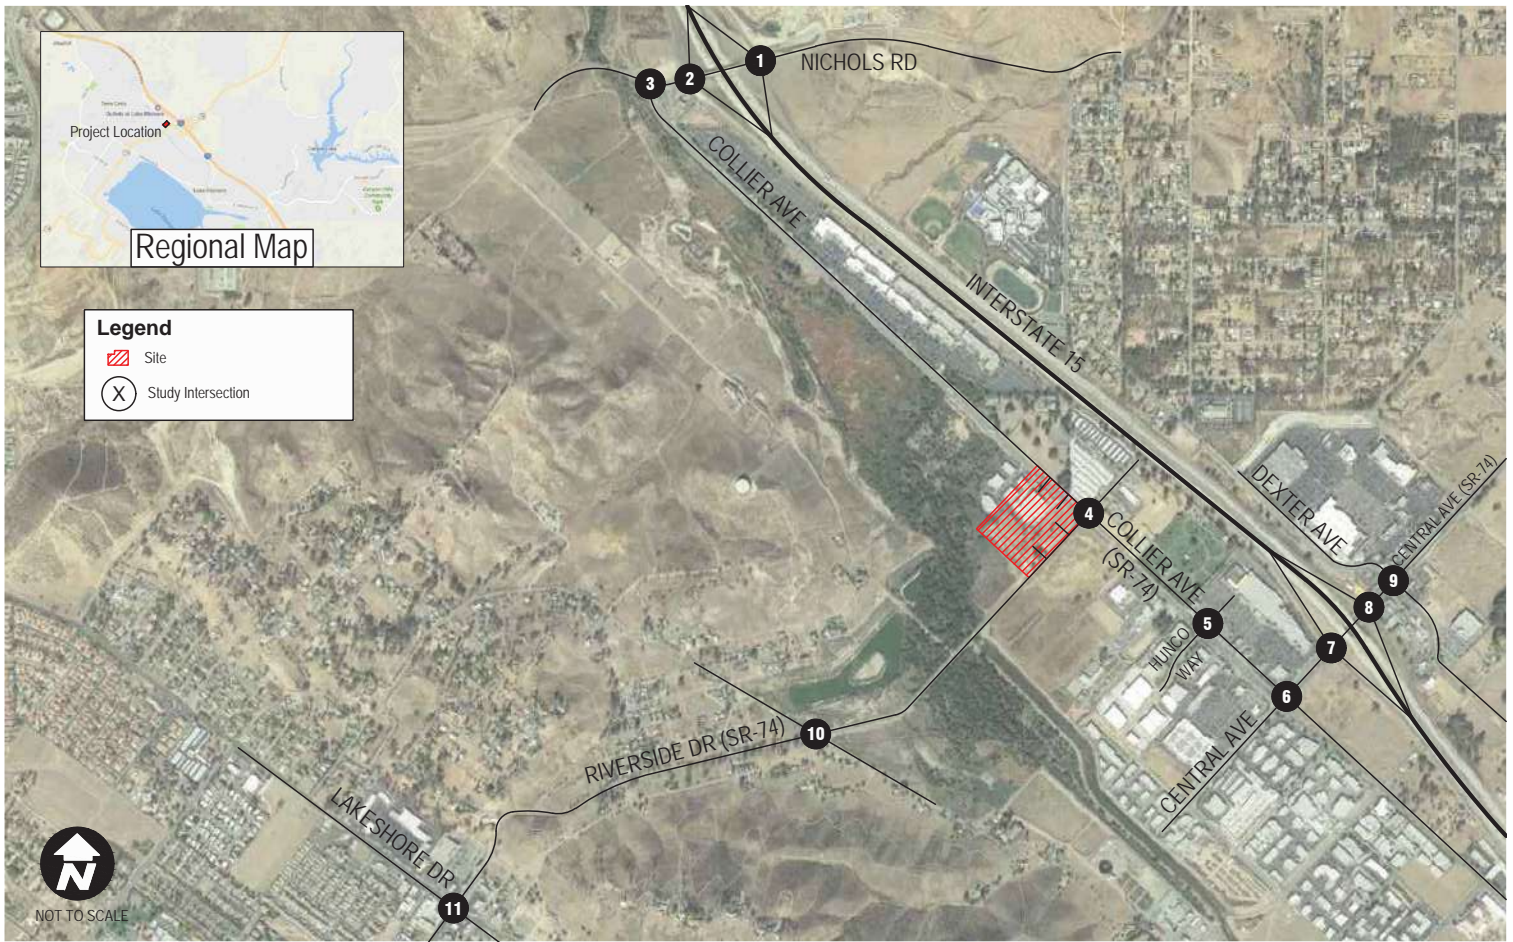 Project Location
Regional Map
Legend
Site
X
Study Intersection
1
2
3
NICHOLS RD
COLLIER AVE
INTERSTATE 15
DEXTER AVE
CENTRAL AVE (SR-74)
4
COLLIER AVE
(SR-74)
5
HUNCO
WAY
6
7
8
9
CENTRAL AVE
10
RIVERSIDE DR (SR-74)
LAKESHORE DR
11
N
NOT TO SCALE